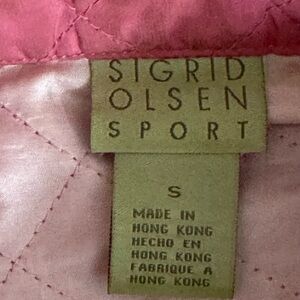 SIGRID
OLSEN
SPORT
S
MADE IN
HONG KONG
HECHO EN
HONG KONG
FABRIQUE A
HONG KONG